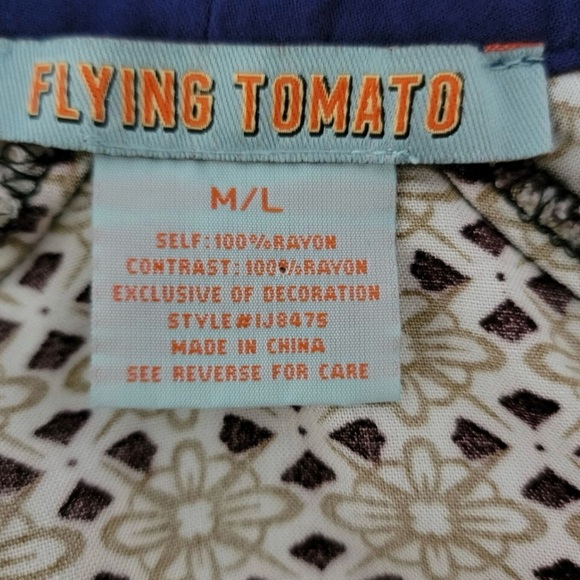 FLYING TOMATO
M/L
SELF: 100% RAYON
CONTRAST: 100% RAYON
EXCLUSIVE OF DECORATION
STYLE#IJ8475
MADE IN CHINA
SEE REVERSE FOR CARE